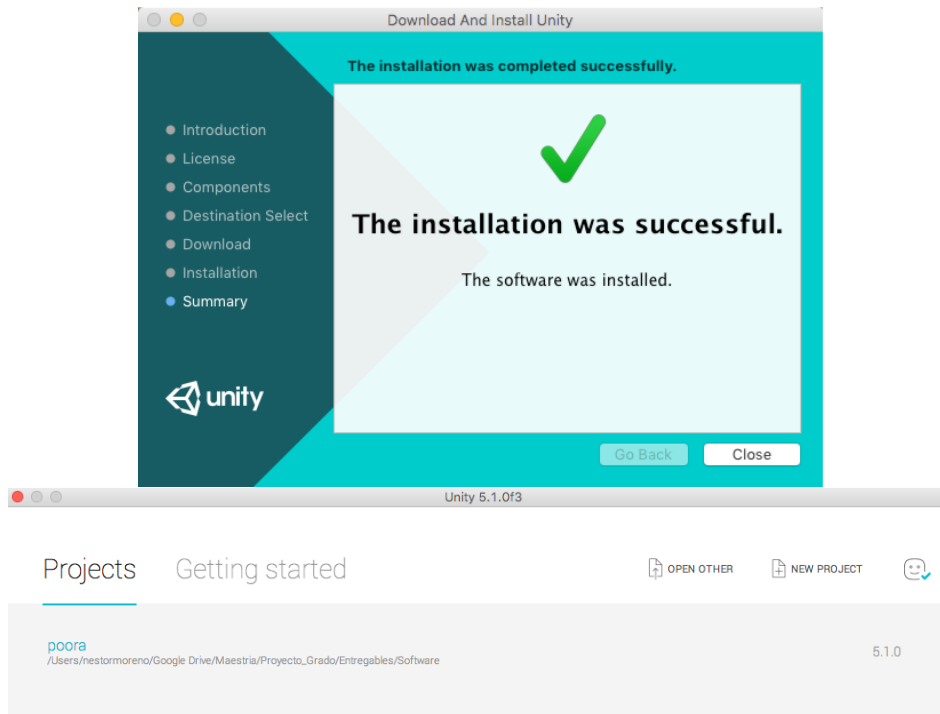 Download And Install Unity
The installation was completed successfully.
Introduction
License
Components
Destination Select
Download
Installation
Summary
The installation was successful.
The software was installed.
unity
Go Back
Close
Unity 5.1.0f3
Projects
Getting started
OPEN OTHER
NEW PROJECT
poora
/Users/nestormoreno/Google Drive/Maestria/Proyecto_Grado/Entregables/Software
5.1.0